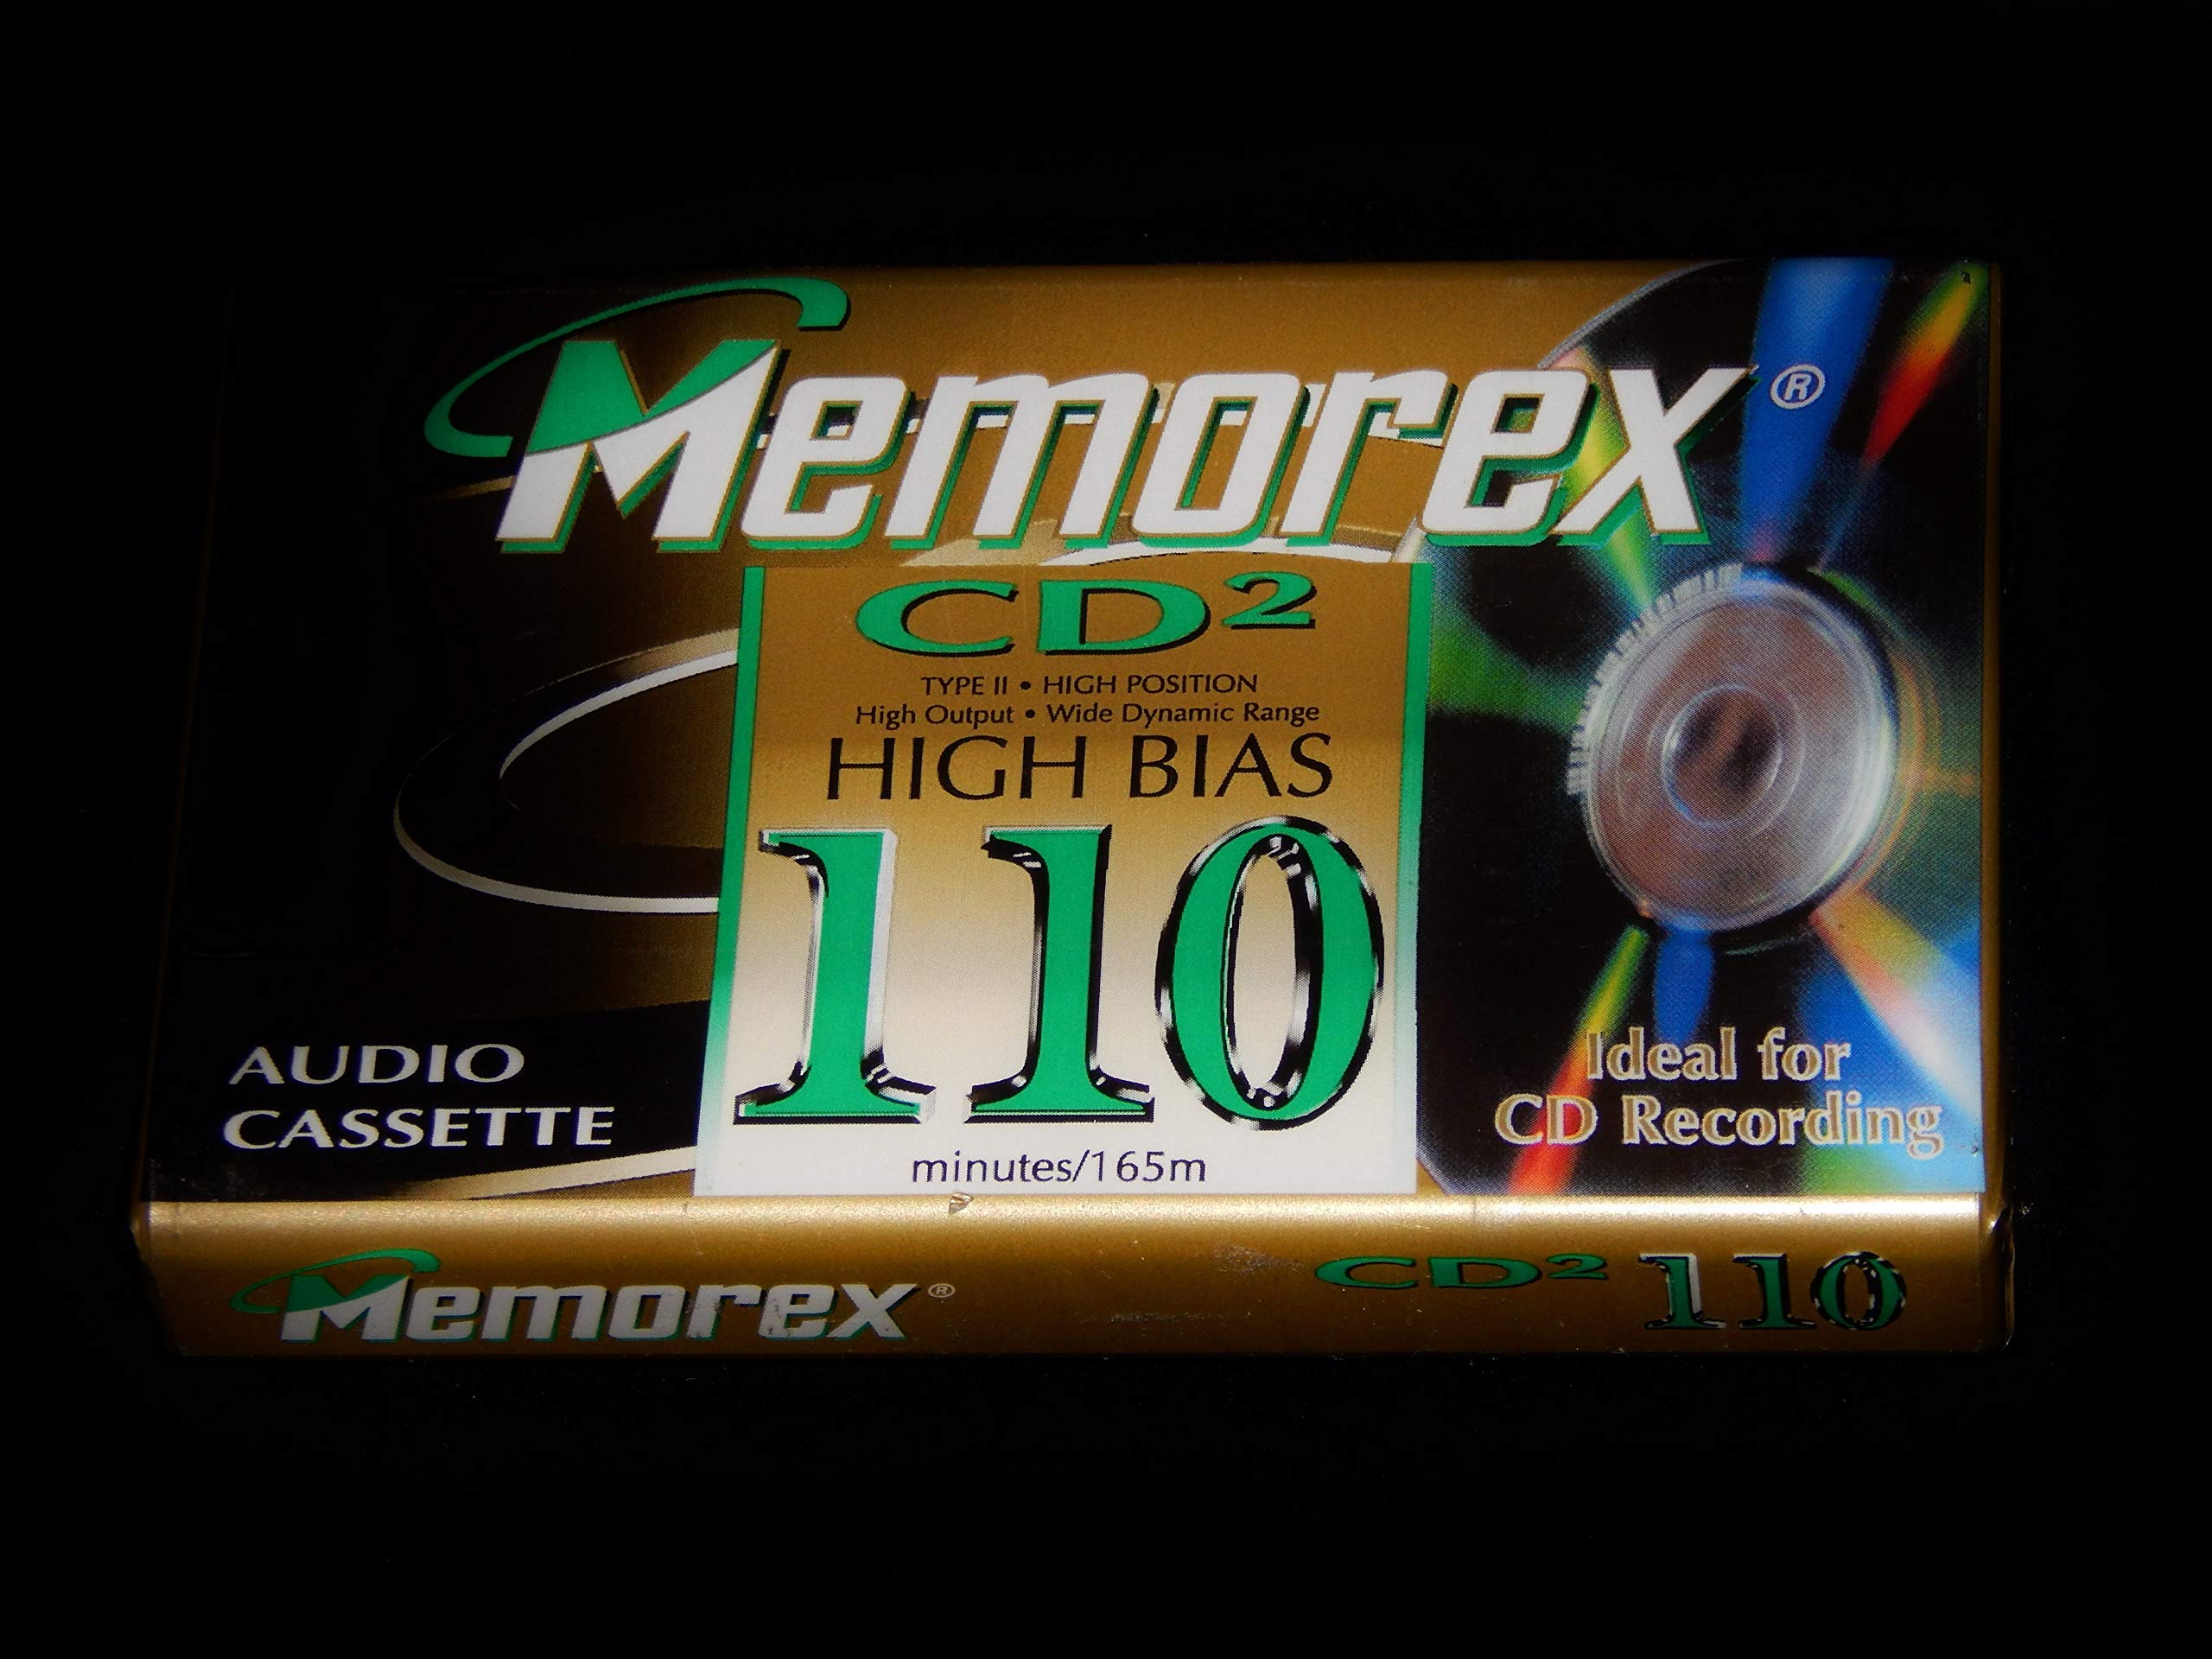 Memorex®
CD²
TYPE II • HIGH POSITION
High Output • Wide Dynamic Range
HIGH BIAS
110
minutes/165m
AUDIO
CASSETTE
Ideal for
CD Recording
Memorex®
CD² 110